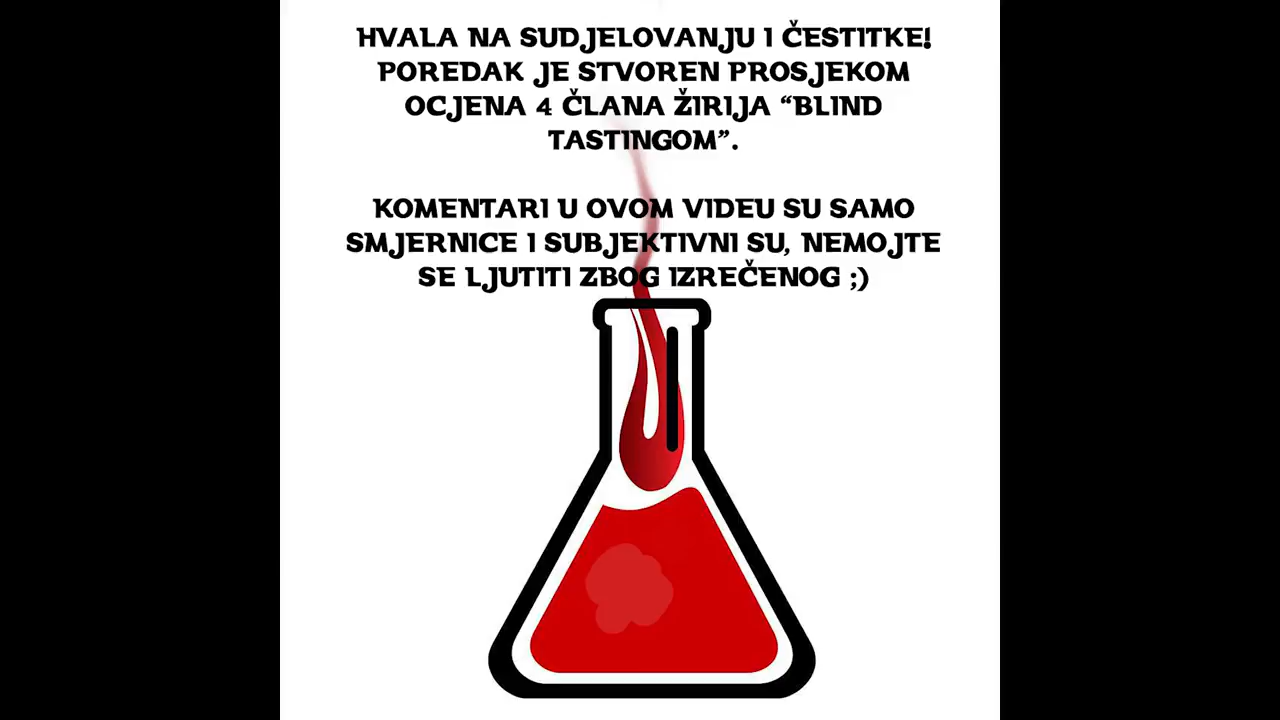 HVALA NA SUDJELOVANJU I ČESTITKE!
POREDAK JE STVOREN PROSJEKOM
OCJENA 4 ČLANA ŽIRIJA “BLIND
TASTINGOM”.
KOMENTARI U OVOM VIDEU SU SAMO
SMJERNICE I SUBJEKTIVNI SU, NEMOJTE
SE LJUTITI ZBOG IZREČENOG ;)